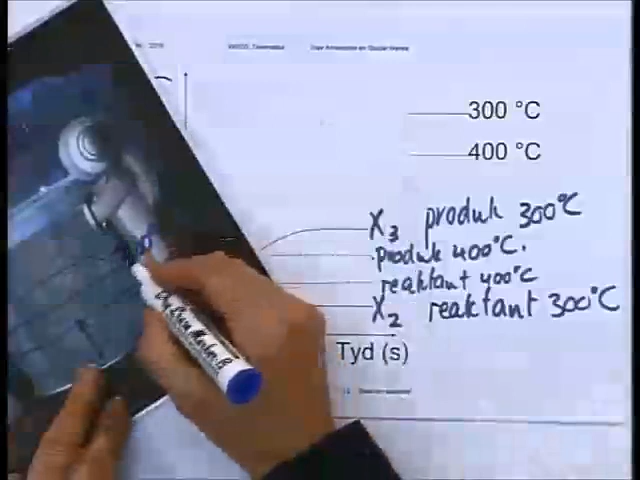 300 °C
400 °C
X3 produk 300°C
produk 400°C.
reaktant 400°C
X2 reaktant 300°C
Tyd (s)